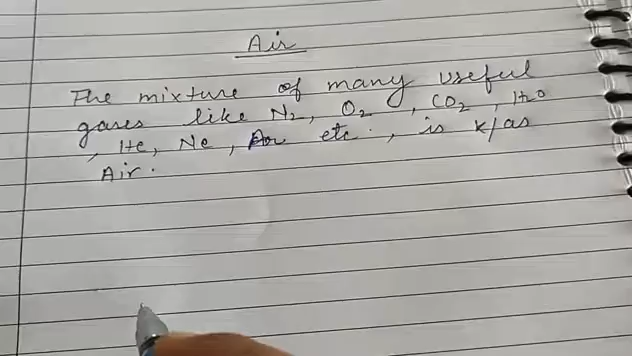 Air
The mixture of many useful
gases like N2, O2, CO2, H2O
, He, Ne, Ar etc., is k/as
Air.